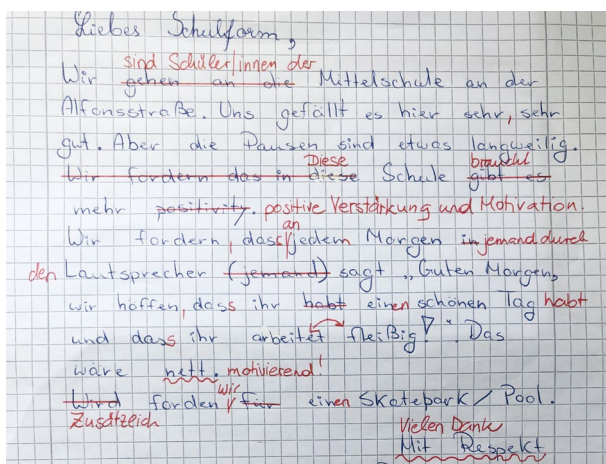 Liebes Schulform,
sind Schüler/innen der
Wir gehen an die Mittelschule an der
Alfonsstraße. Uns gefällt es hier sehr, sehr
gut. Aber die Pausen sind etwas langweilig.
Diese braucht
Wir fordern das in diese Schule gibt es
mehr positivity. positive Verstärkung und Motivation.
an
Wir fordern, dass jedem Morgen in jemand durch
den Lautsprecher (jemand) sagt „Guten Morgen,
wir hoffen, dass ihr habt einen schönen Tag habt
und dass ihr arbeitet fleißig!". Das
wäre nett. motivierend!
wir
Wird forden für einen Skatepark / Pool.
Zusätzlich Vielen Dank
Mit Respekt